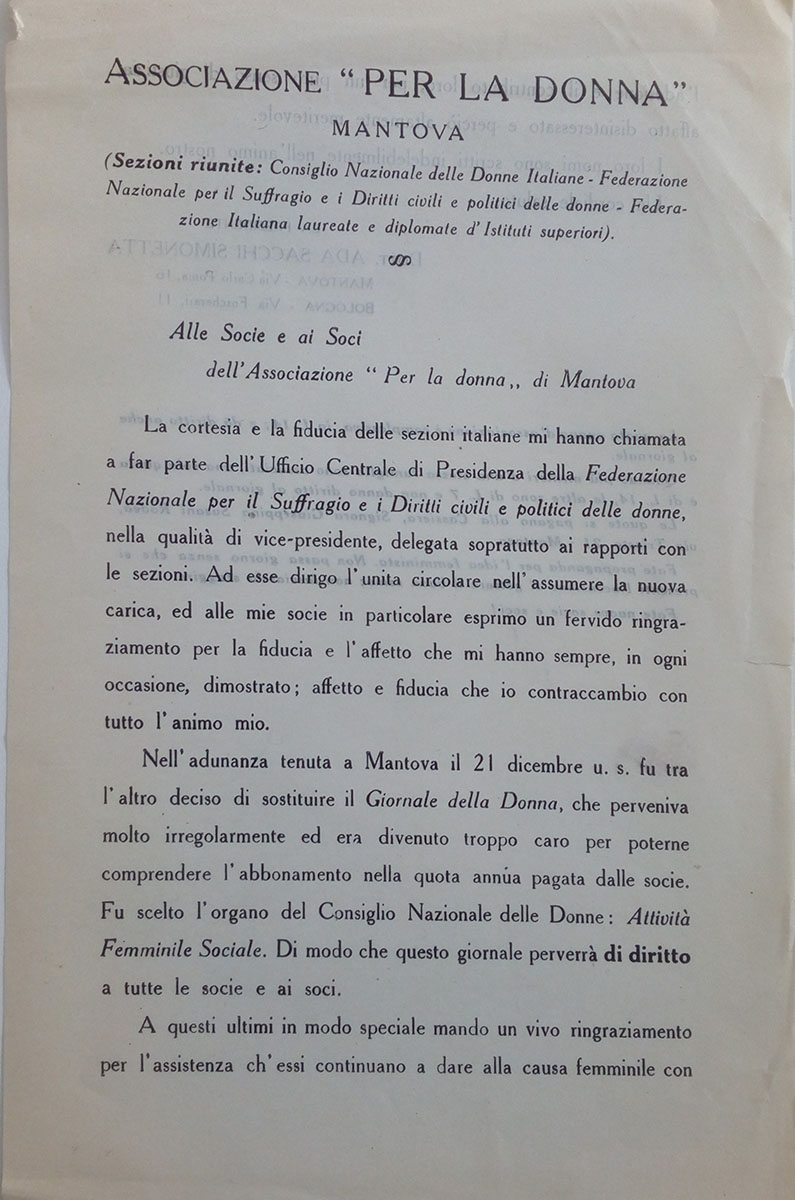 ASSOCIAZIONE “PER LA DONNA”
MANTOVA
(Sezioni riunite: Consiglio Nazionale delle Donne Italiane - Federazione
Nazionale per il Suffragio e i Diritti civili e politici delle donne - Federa-
zione Italiana laureate e diplomate d'Istituti superiori).
Alle Socie e ai Soci
dell'Associazione “ Per la donna,, di Mantova
La cortesia e la fiducia delle sezioni italiane mi hanno chiamata
a far parte dell'Ufficio Centrale di Presidenza della Federazione
Nazionale per il Suffragio e i Diritti civili e politici delle donne,
nella qualità di vice-presidente, delegata sopratutto ai rapporti con
le sezioni. Ad esse dirigo l'unita circolare nell'assumere la nuova
carica, ed alle mie socie in particolare esprimo un fervido ringra-
ziamento per la fiducia e l'affetto che mi hanno sempre, in ogni
occasione, dimostrato; affetto e fiducia che io contraccambio con
tutto l'animo mio.
Nell'adunanza tenuta a Mantova il 21 dicembre u. s. fu tra
l'altro deciso di sostituire il Giornale della Donna, che perveniva
molto irregolarmente ed era divenuto troppo caro per poterne
comprendere l'abbonamento nella quota annùa pagata dalle socie.
Fu scelto l'organo del Consiglio Nazionale delle Donne: Attività
Femminile Sociale. Di modo che questo giornale perverrà di diritto
a tutte le socie e ai soci.
A questi ultimi in modo speciale mando un vivo ringraziamento
per l'assistenza ch'essi continuano a dare alla causa femminile con